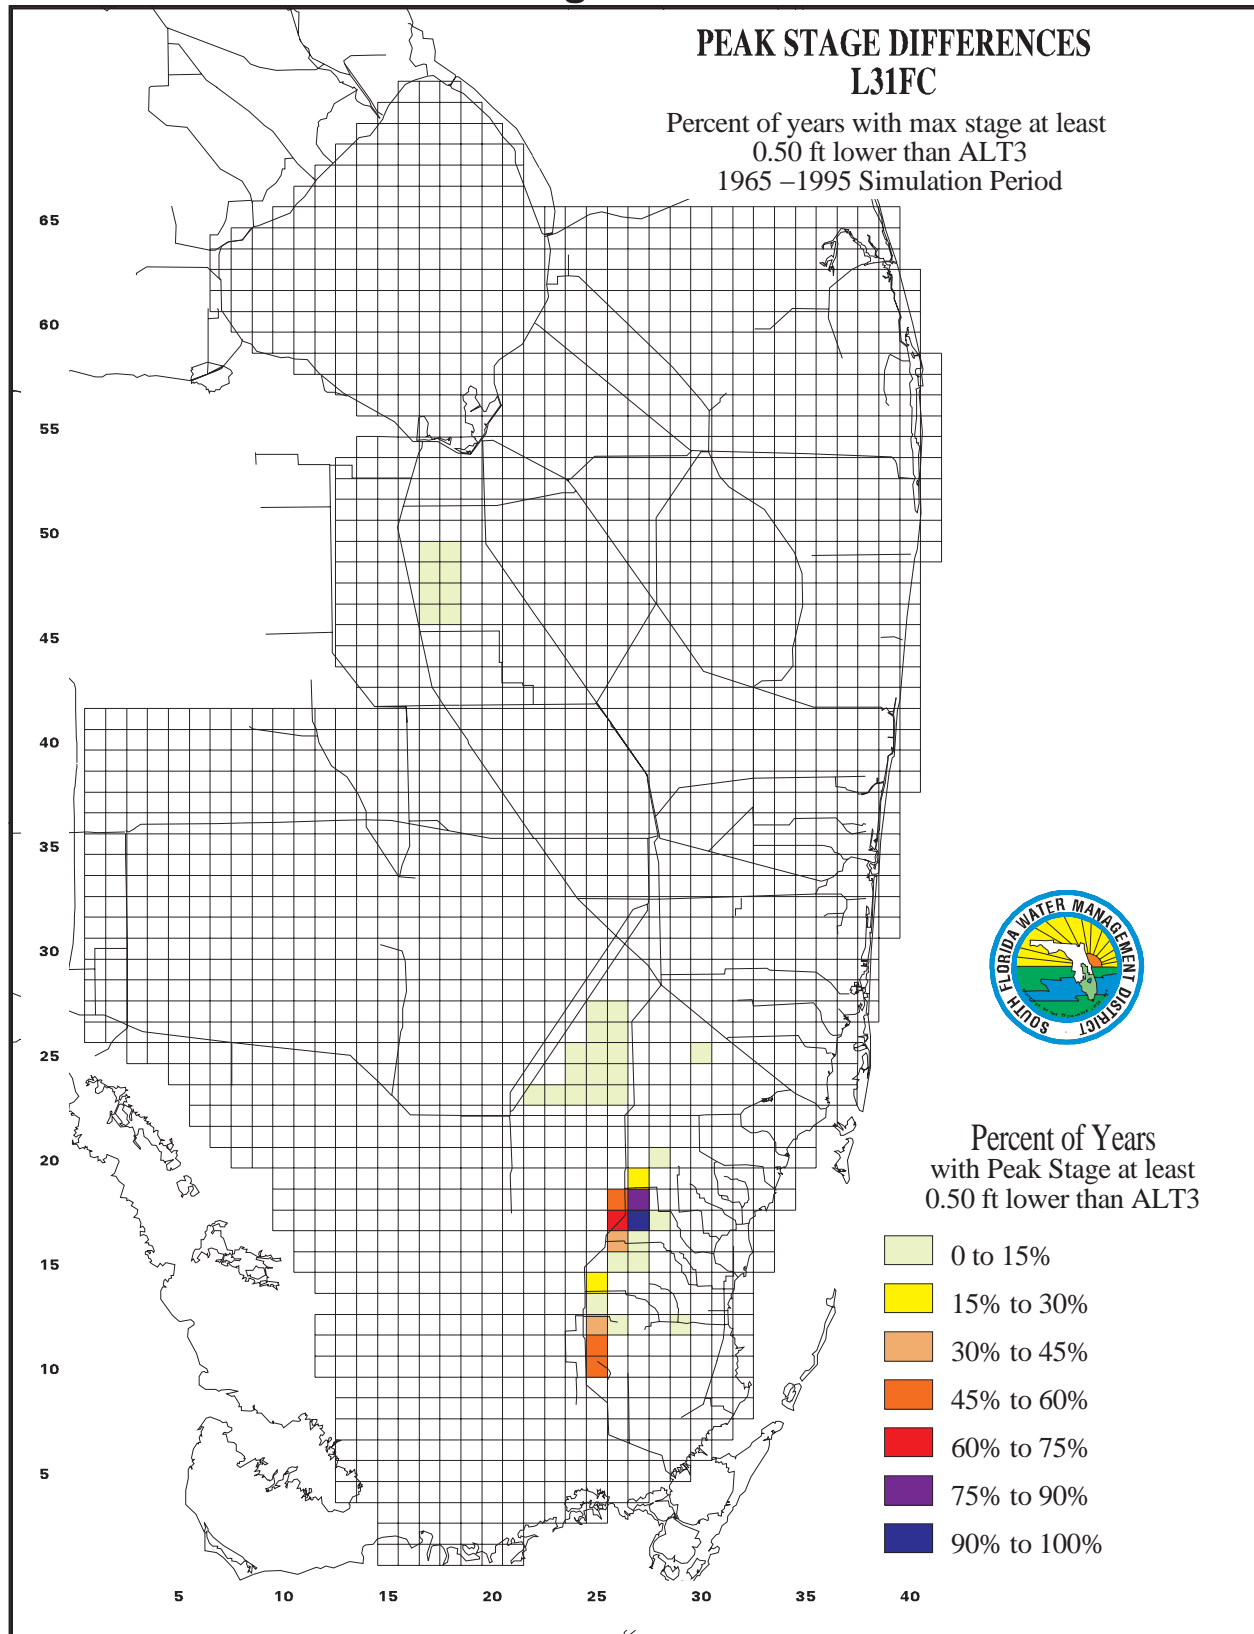 PEAK STAGE DIFFERENCES
L31FC
Percent of years with max stage at least
0.50 ft lower than ALT3
1965 –1995 Simulation Period
65
60
55
50
45
40
35
30
25
20
15
10
5
5 10 15 20 25 30 35 40
SOUTH FLORIDA WATER MANAGEMENT DISTRICT
Percent of Years
with Peak Stage at least
0.50 ft lower than ALT3
0 to 15%
15% to 30%
30% to 45%
45% to 60%
60% to 75%
75% to 90%
90% to 100%